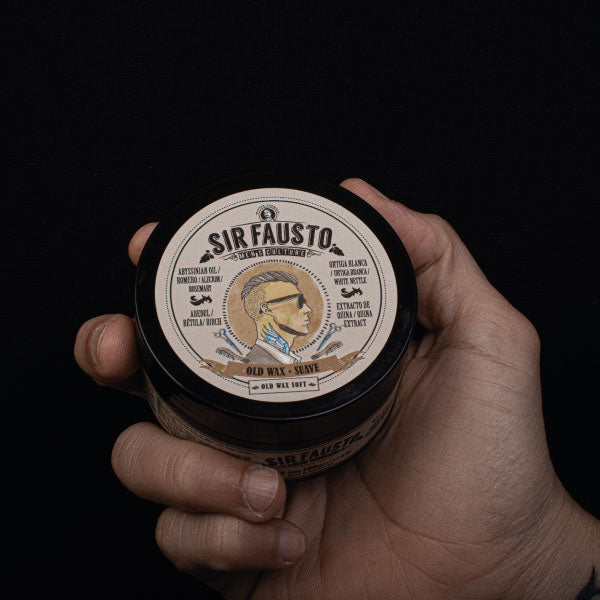 SIR FAUSTO
MEN'S CULTURE
ABYSSINIAN OIL /
ROMERO / ALECRIM /
ROSEMARY
ABEDUL /
BÉTULA / BIRCH
ORTIGA BLANCA
/ URTIGA BRANCA /
WHITE NETTLE
EXTRACTO DE
QUINA / QUINA
EXTRACT
OLD WAX - SUAVE
OLD WAX SOFT
SIR FAUSTO